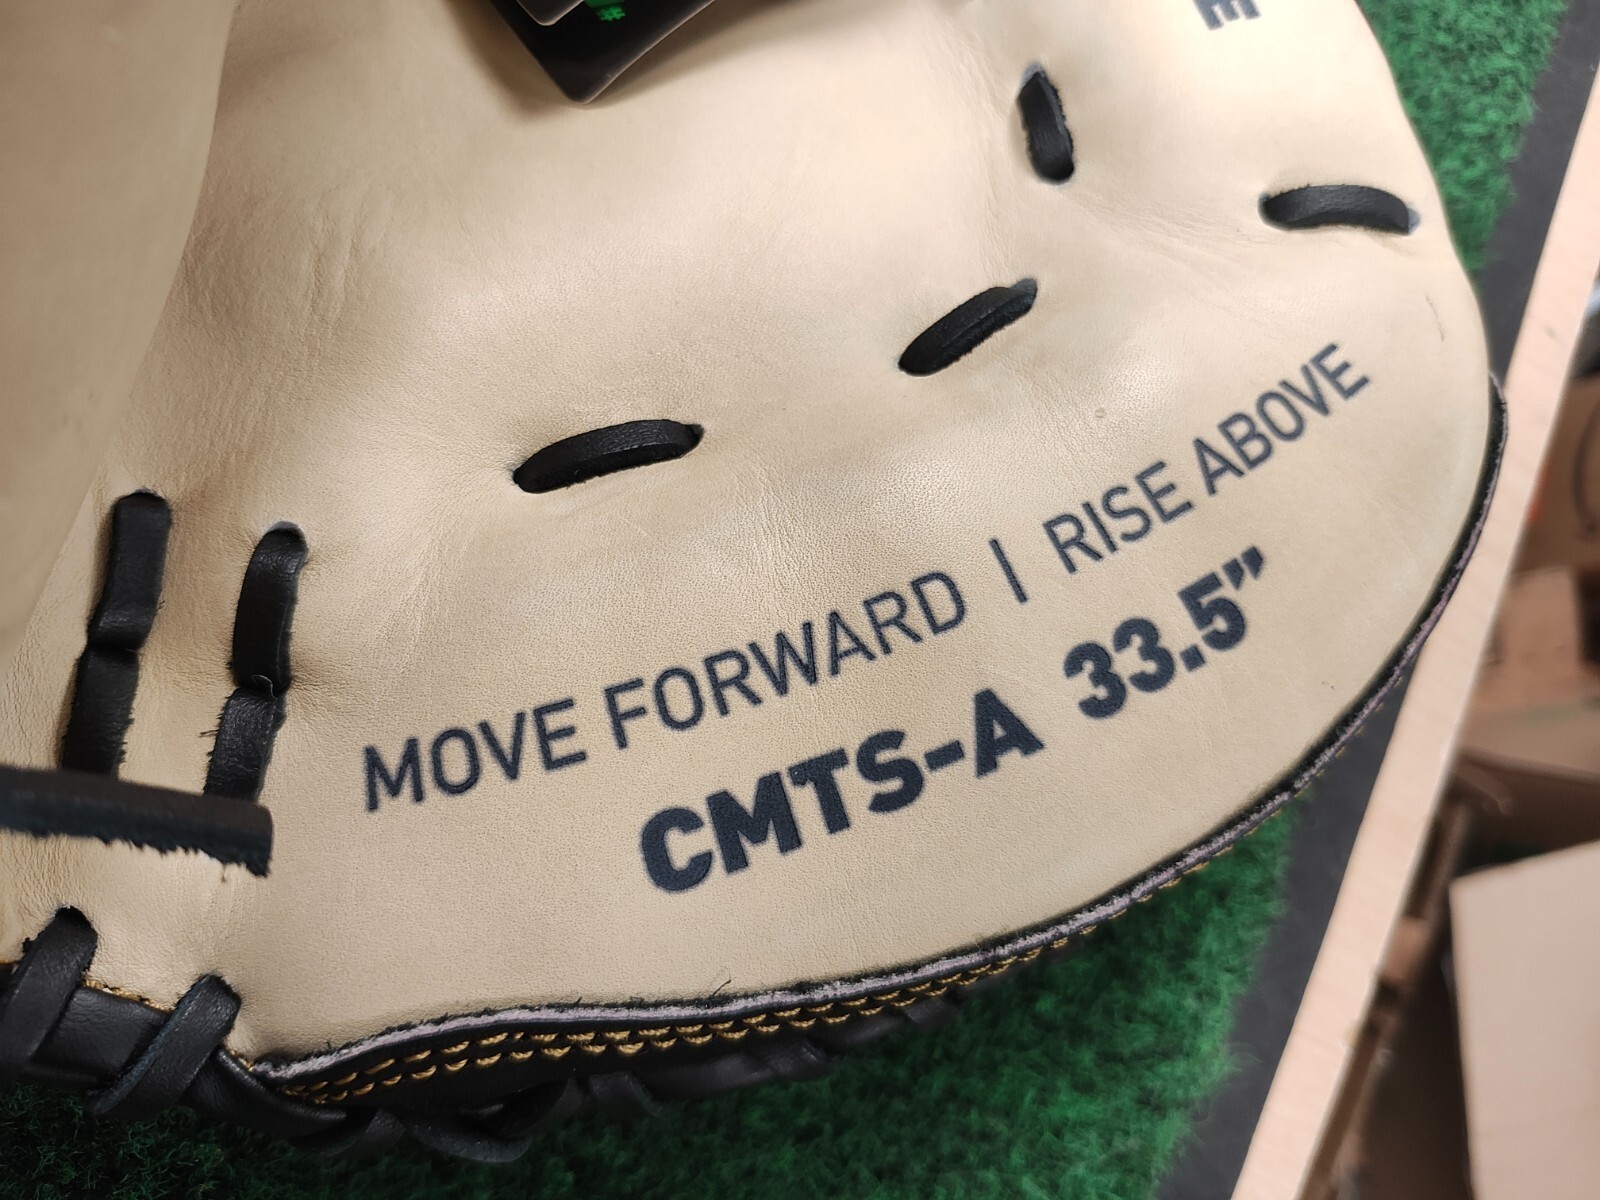 MOVE FORWARD | RISE ABOVE
CMTS-A 33.5”